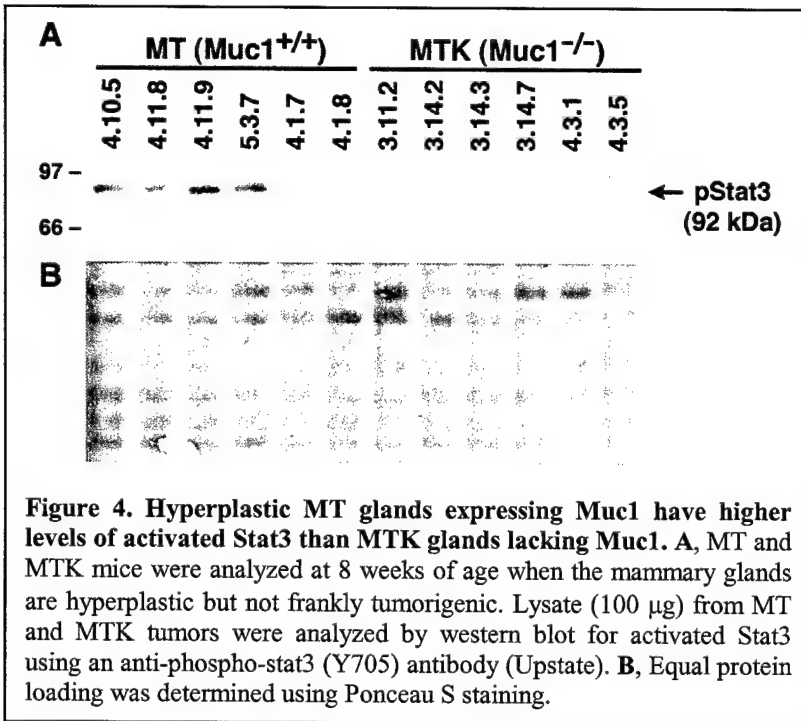 A
MT (Muc1+/+) MTK (Muc1−/−)
4.10.5 4.11.8 4.11.9 5.3.7 4.1.7 4.1.8 3.11.2 3.14.2 3.14.3 3.14.7 4.3.1 4.3.5
97 –
← pStat3
66 –
(92 kDa)
B
Figure 4. Hyperplastic MT glands expressing Muc1 have higher
levels of activated Stat3 than MTK glands lacking Muc1. A, MT and
MTK mice were analyzed at 8 weeks of age when the mammary glands
are hyperplastic but not frankly tumorigenic. Lysate (100 µg) from MT
and MTK tumors were analyzed by western blot for activated Stat3
using an anti-phospho-stat3 (Y705) antibody (Upstate). B, Equal protein
loading was determined using Ponceau S staining.